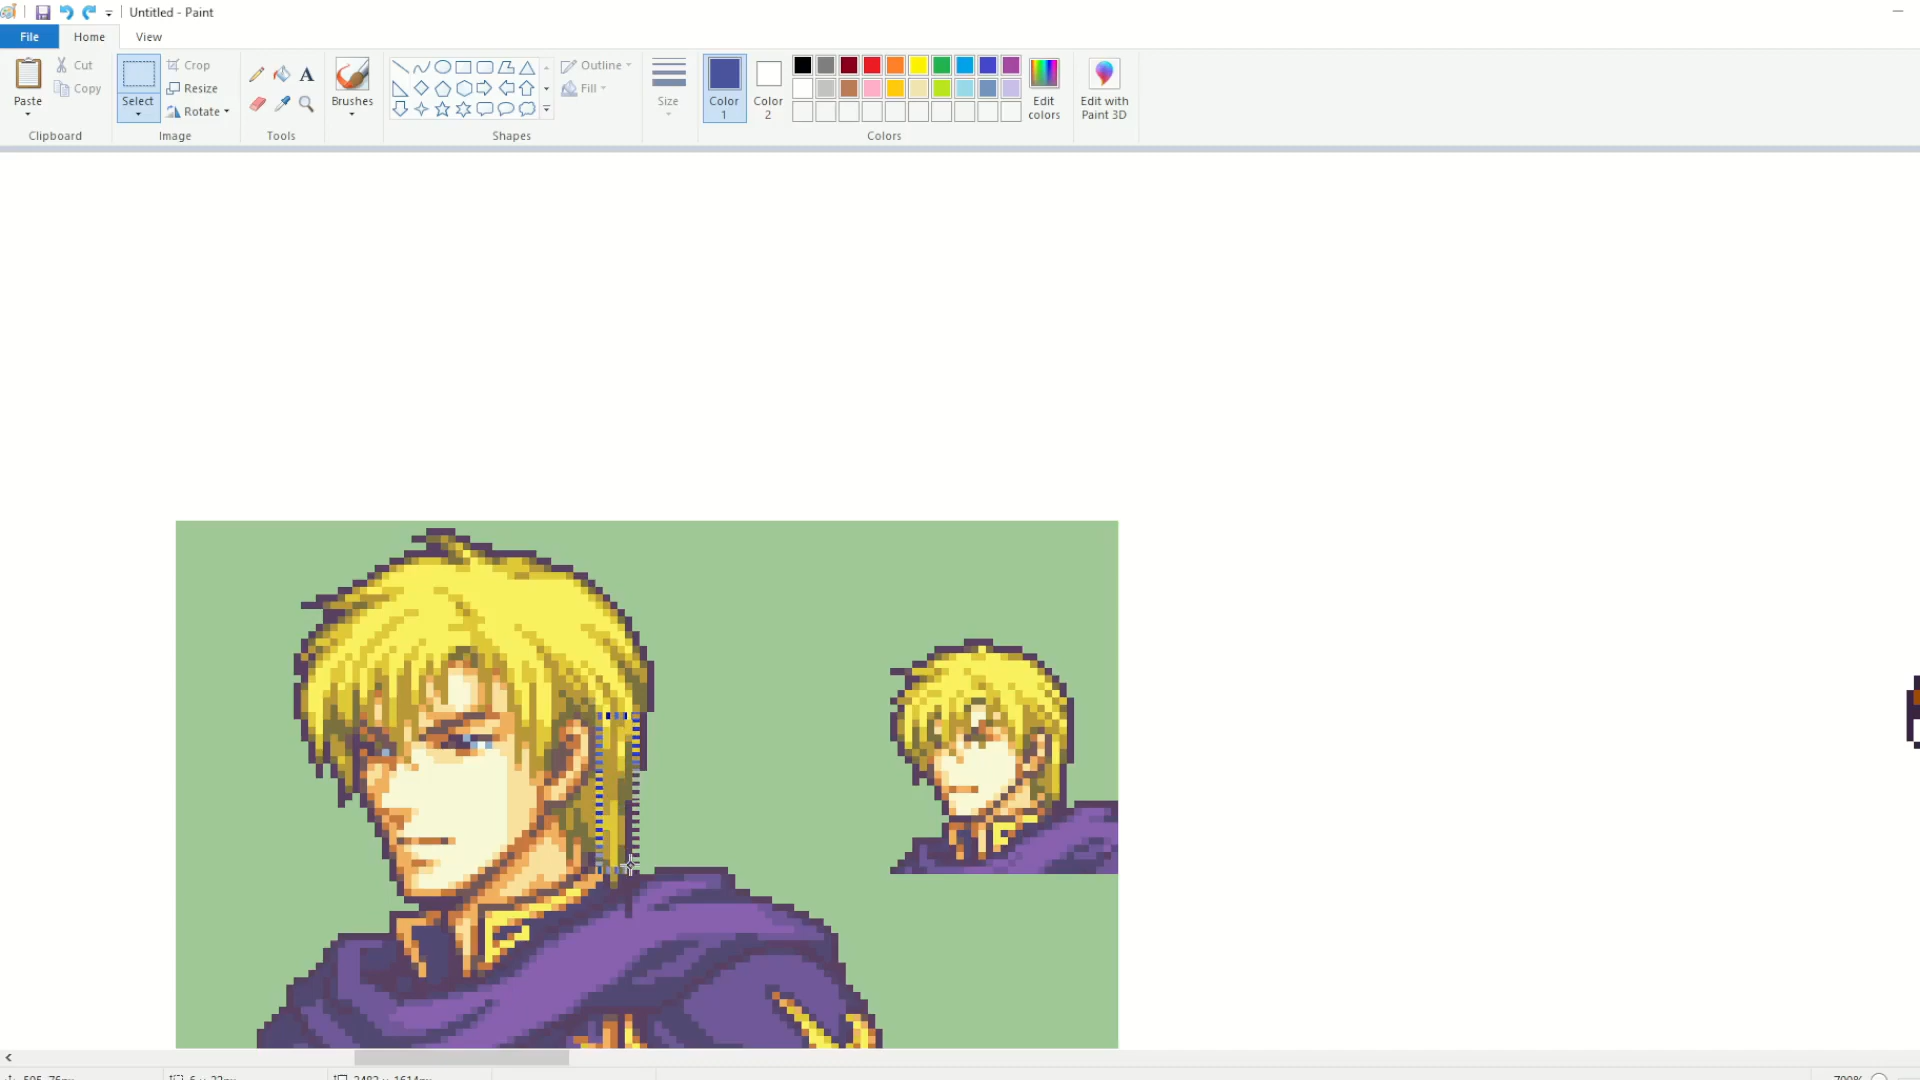 Untitled - Paint
File Home View
Paste Cut Copy Clipboard
Select Crop Resize Rotate Image
A
Tools
Brushes
Outline Fill Shapes
Size
Color 1 Color 2 Edit colors Colors
Edit with Paint 3D